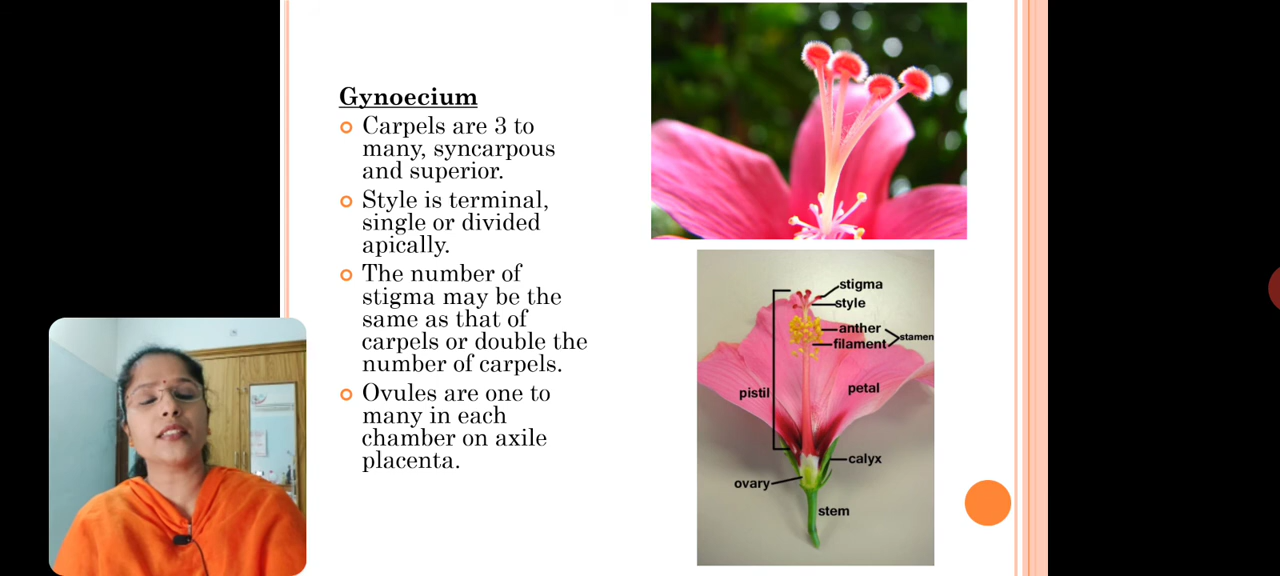 Gynoecium
Carpels are 3 to
many, syncarpous
and superior.
Style is terminal,
single or divided
apically.
The number of
stigma may be the
same as that of
carpels or double the
number of carpels.
Ovules are one to
many in each
chamber on axile
placenta.
stigma
style
anther
filament
stamen
pistil
petal
calyx
ovary
stem